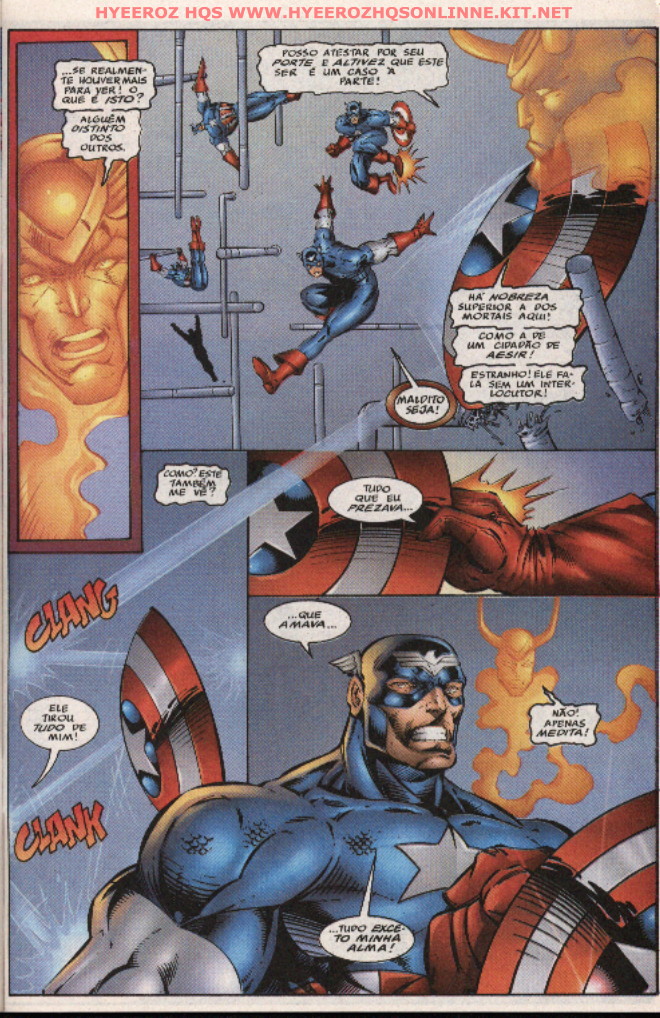 HYEEROZ HQS WWW.HYEEROZHQSONLINNE.KIT.NET
...SE REALMEN-
TE HOUVER MAIS
PARA VER! O
QUE É ISTO?
ALGUÉM
DISTINTO
DOS
OUTROS.
POSSO ATESTAR POR SEU
PORTE E ALTIVEZ QUE ESTE
SER É UM CASO À
PARTE!
HÁ NOBREZA
SUPERIOR A DOS
MORTAIS AQUI!
COMO A DE
UM CIDADÃO DE
AESIR!
ESTRANHO! ELE FA-
LA SEM UM INTER-
LOCUTOR!
MALDITO
SEJA!
COMO? ESTE
TAMBÉM
ME VÊ?
TUDO
QUE EU
PREZAVA...
CLANG
...QUE
AMAVA...
NÃO!
APENAS
MEDITA!
ELE
TIROU
TUDO DE
MIM!
CLANK
...TUDO EXCE-
TO MINHA
ALMA!